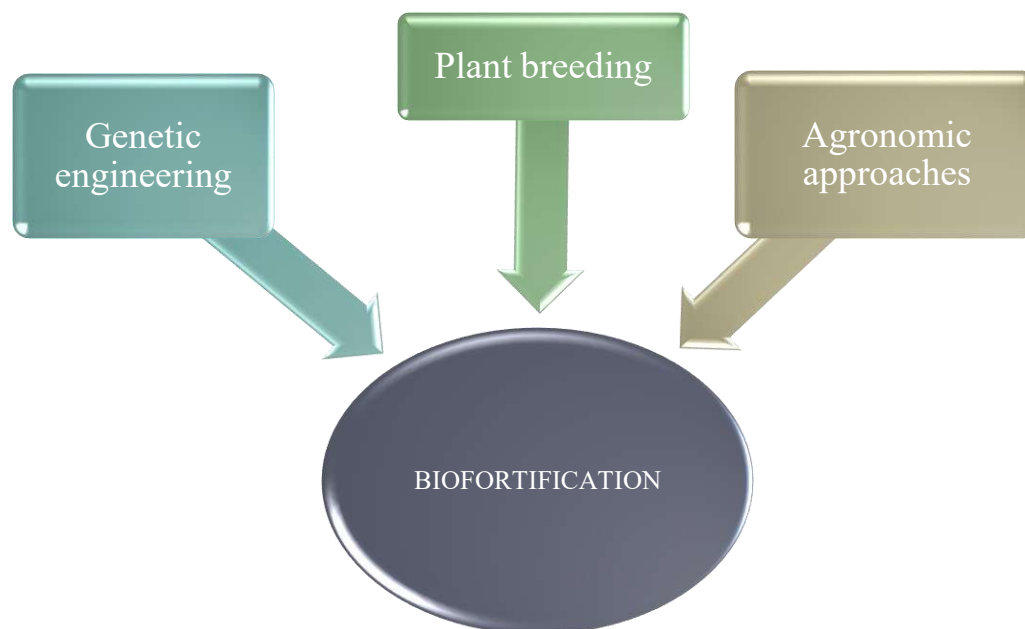 Genetic
engineering
Plant breeding
Agronomic
approaches
BIOFORTIFICATION